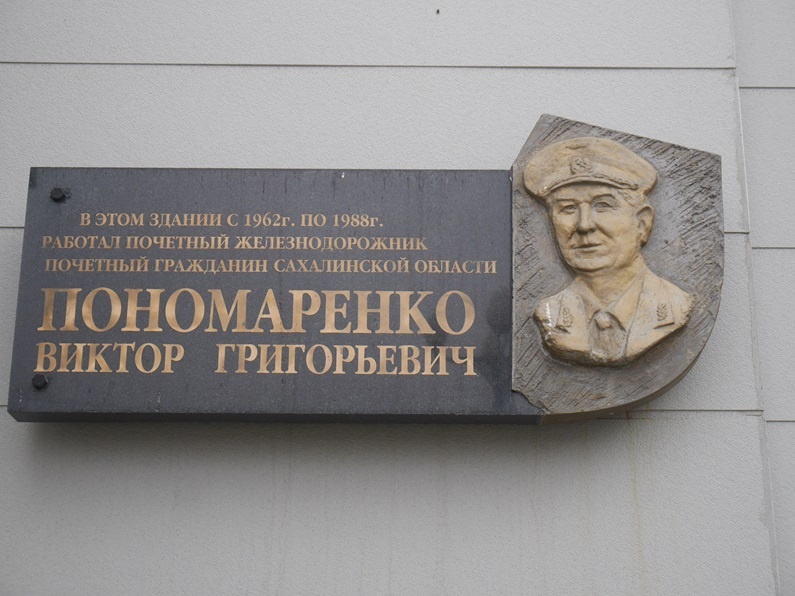 В ЭТОМ ЗДАНИИ С 1962г. ПО 1988г.
РАБОТАЛ ПОЧЕТНЫЙ ЖЕЛЕЗНОДОРОЖНИК
ПОЧЕТНЫЙ ГРАЖДАНИН САХАЛИНСКОЙ ОБЛАСТИ
ПОНОМАРЕНКО
ВИКТОР ГРИГОРЬЕВИЧ